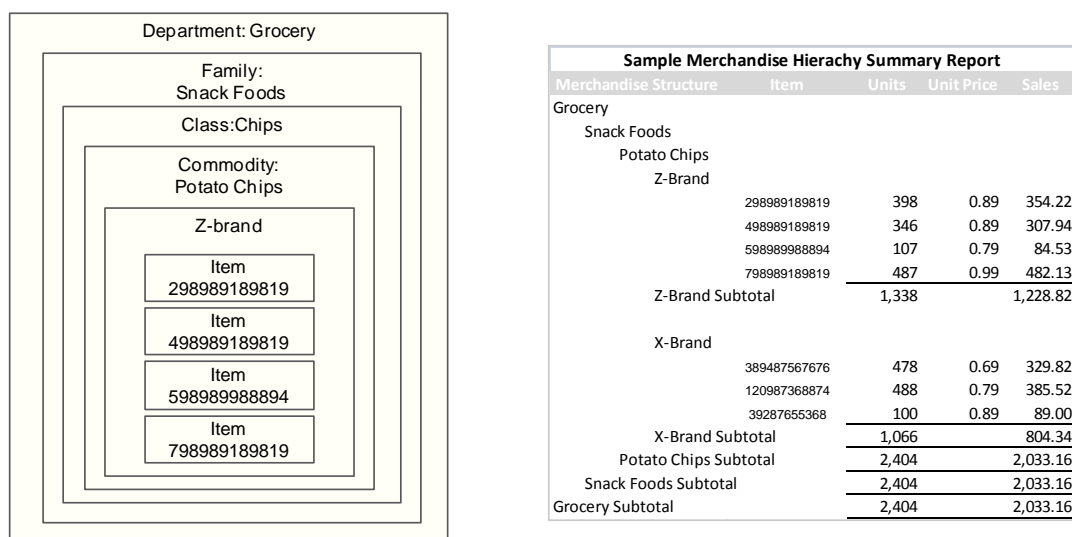 Department: Grocery
Family:
Snack Foods
Class:Chips
Commodity:
Potato Chips
Z-brand
Item
298989189819
Item
498989189819
Item
598989988894
Item
798989189819
Sample Merchandise Hierachy Summary Report
Merchandise Structure Item Units Unit Price Sales
Grocery
Snack Foods
Potato Chips
Z-Brand
298989189819 398 0.89 354.22
498989189819 346 0.89 307.94
598989988894 107 0.79 84.53
798989189819 487 0.99 482.13
Z-Brand Subtotal 1,338 1,228.82
X-Brand
389487567676 478 0.69 329.82
120987368874 488 0.79 385.52
39287655368 100 0.89 89.00
X-Brand Subtotal 1,066 804.34
Potato Chips Subtotal 2,404 2,033.16
Snack Foods Subtotal 2,404 2,033.16
Grocery Subtotal 2,404 2,033.16